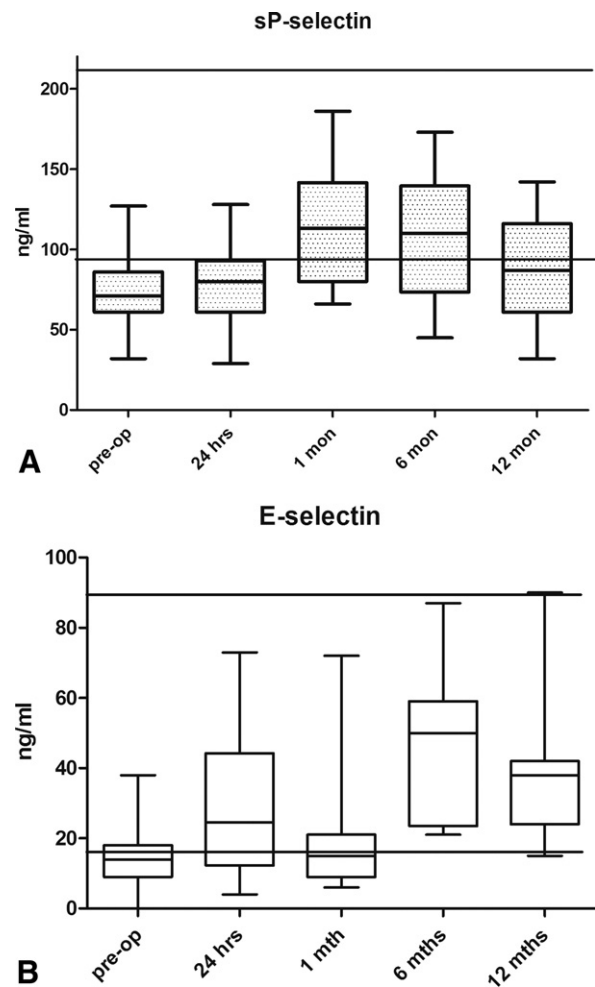 sP-selectin
200
150
100
50
0
ng/ml
pre-op
24 hrs
1 mon
6 mon
12 mon
A
E-selectin
100
80
60
40
20
0
ng/ml
pre-op
24 hrs
1 mth
6 mths
12 mths
B